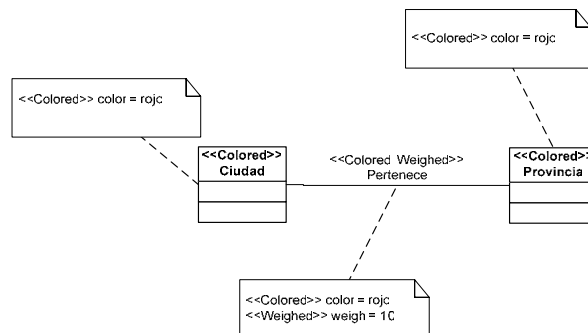 <<Colored>> color = rojo
<<Colored>> color = rojo
<<Colored>>
Ciudad
<<Colored Weighed>>
Pertenece
<<Colored>>
Provincia
<<Colored>> color = rojo
<<Weighed>> weigh = 10